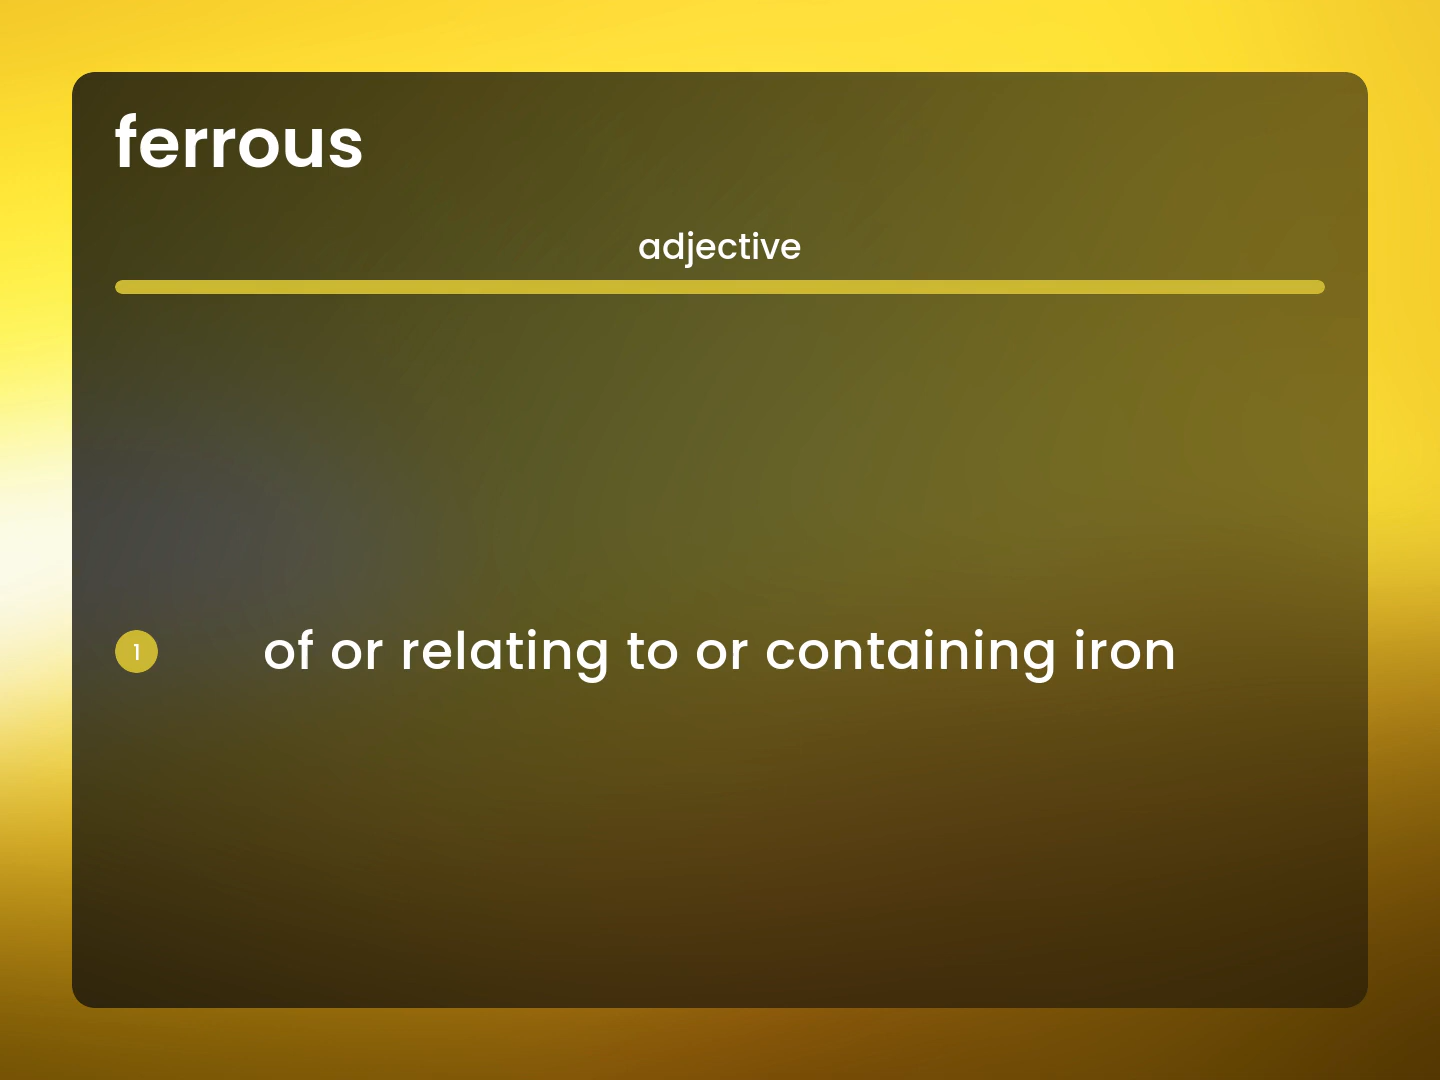 ferrous
adjective
1
of or relating to or containing iron